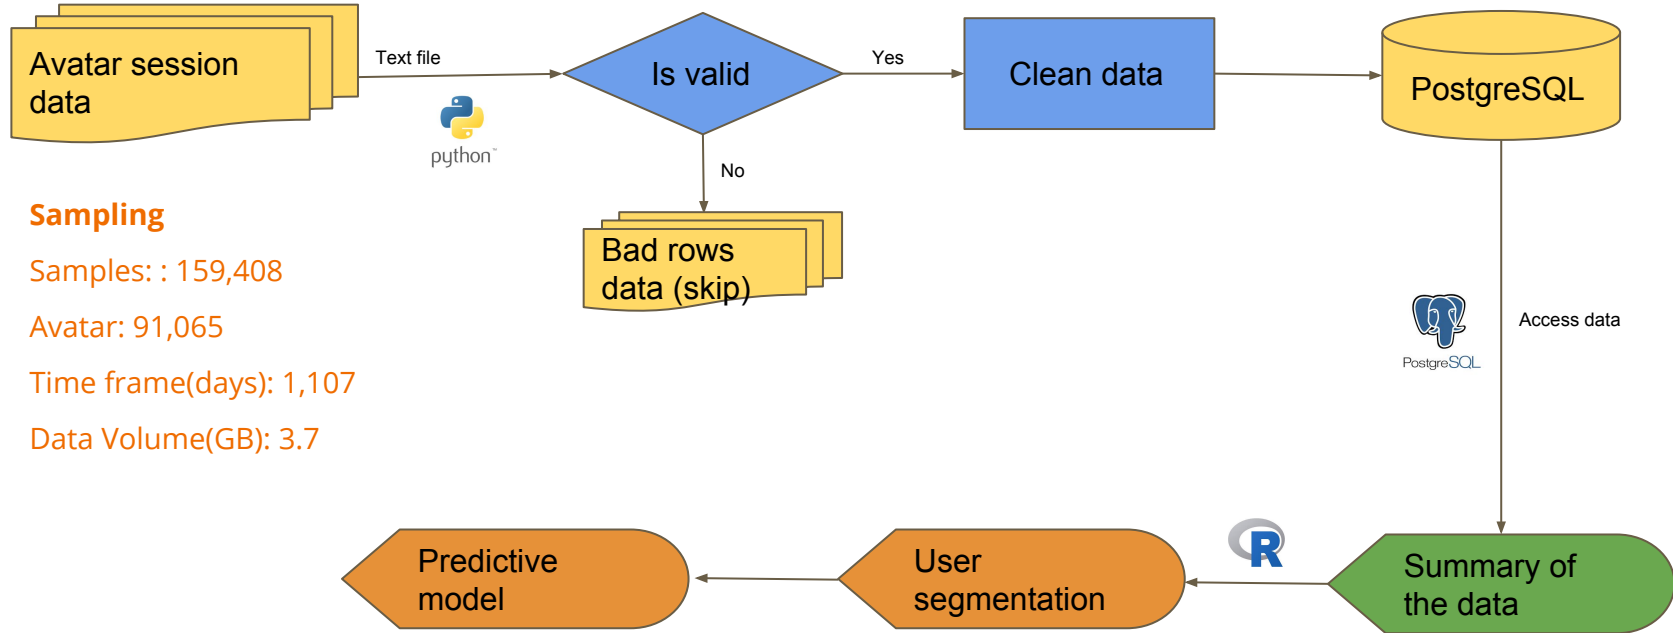 Avatar session
data
Text file
python™
Is valid
Yes
Clean data
PostgreSQL
No
Bad rows
data (skip)
Sampling
Samples: : 159,408
Avatar: 91,065
Time frame(days): 1,107
Data Volume(GB): 3.7
PostgreSQL
Access data
Predictive
model
User
segmentation
R
Summary of
the data